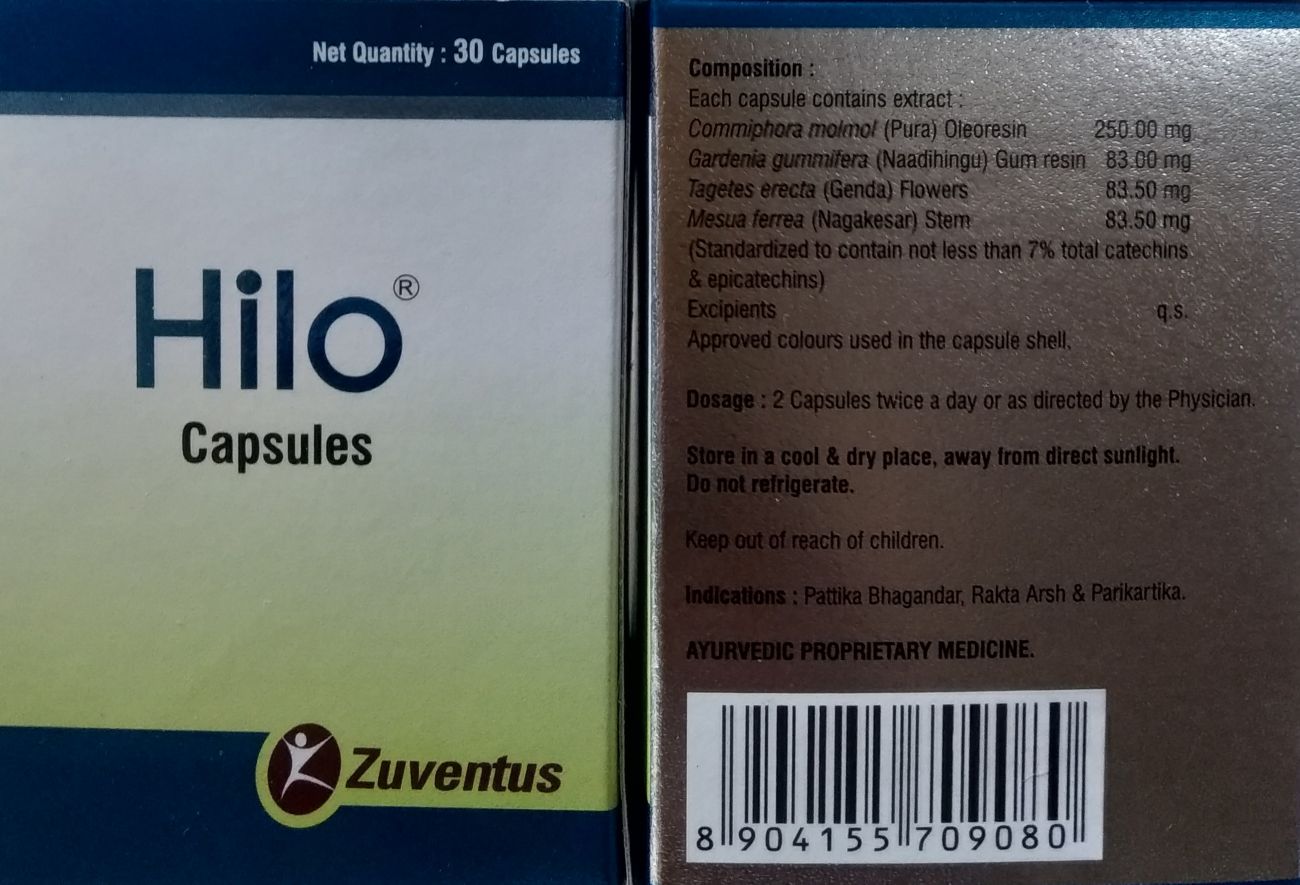 Net Quantity : 30 Capsules
Hilo®
Capsules
Zuventus
Composition :
Each capsule contains extract :
Commiphora molmol (Pura) Oleoresin 250.00 mg
Gardenia gummifera (Naadihingu) Gum resin 83.00 mg
Tagetes erecta (Genda) Flowers 83.50 mg
Mesua ferrea (Nagakesar) Stem 83.50 mg
(Standardized to contain not less than 7% total catechins
& epicatechins)
Excipients q.s.
Approved colours used in the capsule shell.
Dosage : 2 Capsules twice a day or as directed by the Physician.
Store in a cool & dry place, away from direct sunlight.
Do not refrigerate.
Keep out of reach of children.
Indications : Pattika Bhagandar, Rakta Arsh & Parikartika.
AYURVEDIC PROPRIETARY MEDICINE.
8 904155 709080